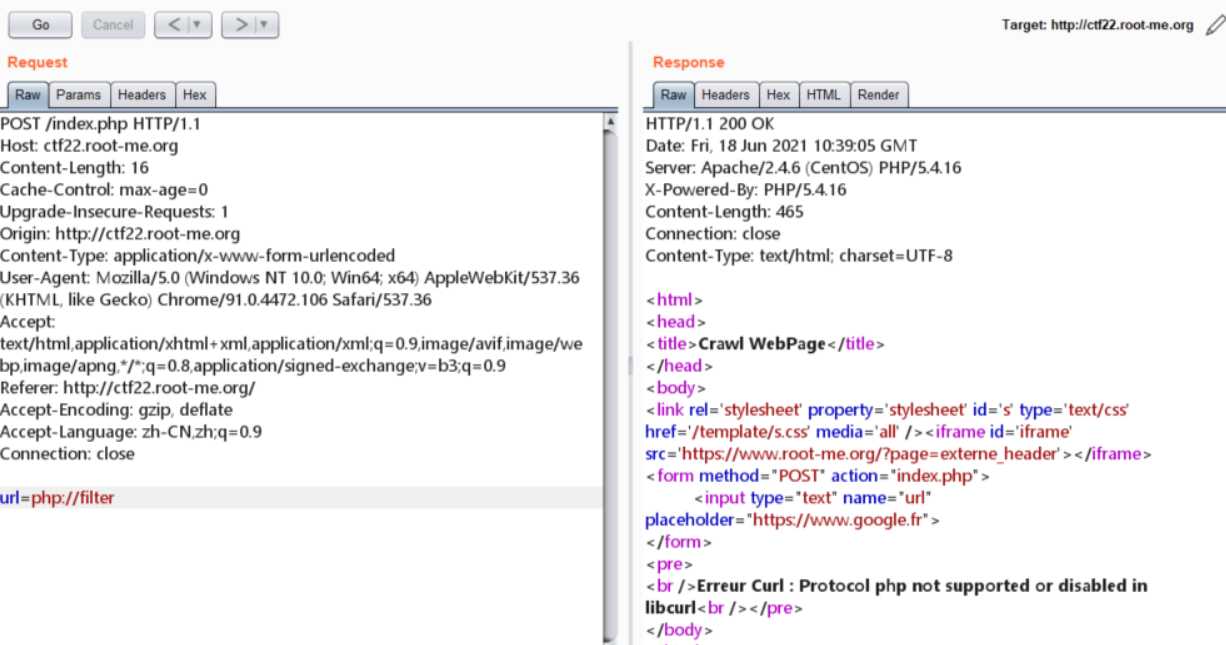 Go
Cancel
<
>
Target: http://ctf22.root-me.org
Request
Raw
Params
Headers
Hex
POST /index.php HTTP/1.1
Host: ctf22.root-me.org
Content-Length: 16
Cache-Control: max-age=0
Upgrade-Insecure-Requests: 1
Origin: http://ctf22.root-me.org
Content-Type: application/x-www-form-urlencoded
User-Agent: Mozilla/5.0 (Windows NT 10.0; Win64; x64) AppleWebKit/537.36
(KHTML, like Gecko) Chrome/91.0.4472.106 Safari/537.36
Accept:
text/html,application/xhtml+xml,application/xml;q=0.9,image/avif,image/we
bp,image/apng,*/*;q=0.8,application/signed-exchange;v=b3;q=0.9
Referer: http://ctf22.root-me.org/
Accept-Encoding: gzip, deflate
Accept-Language: zh-CN,zh;q=0.9
Connection: close
url=php://filter
Response
Raw
Headers
Hex
HTML
Render
HTTP/1.1 200 OK
Date: Fri, 18 Jun 2021 10:39:05 GMT
Server: Apache/2.4.6 (CentOS) PHP/5.4.16
X-Powered-By: PHP/5.4.16
Content-Length: 465
Connection: close
Content-Type: text/html; charset=UTF-8
<html>
<head>
<title>Crawl WebPage</title>
</head>
<body>
<link rel='stylesheet' property='stylesheet' id='s' type='text/css'
href='/template/s.css' media='all' /><iframe id='iframe'
src='https://www.root-me.org/?page=externe_header'></iframe>
<form method="POST" action="index.php">
<input type="text" name="url"
placeholder="https://www.google.fr">
</form>
<pre>
<br />Erreur Curl : Protocol php not supported or disabled in
libcurl<br /></pre>
</body>